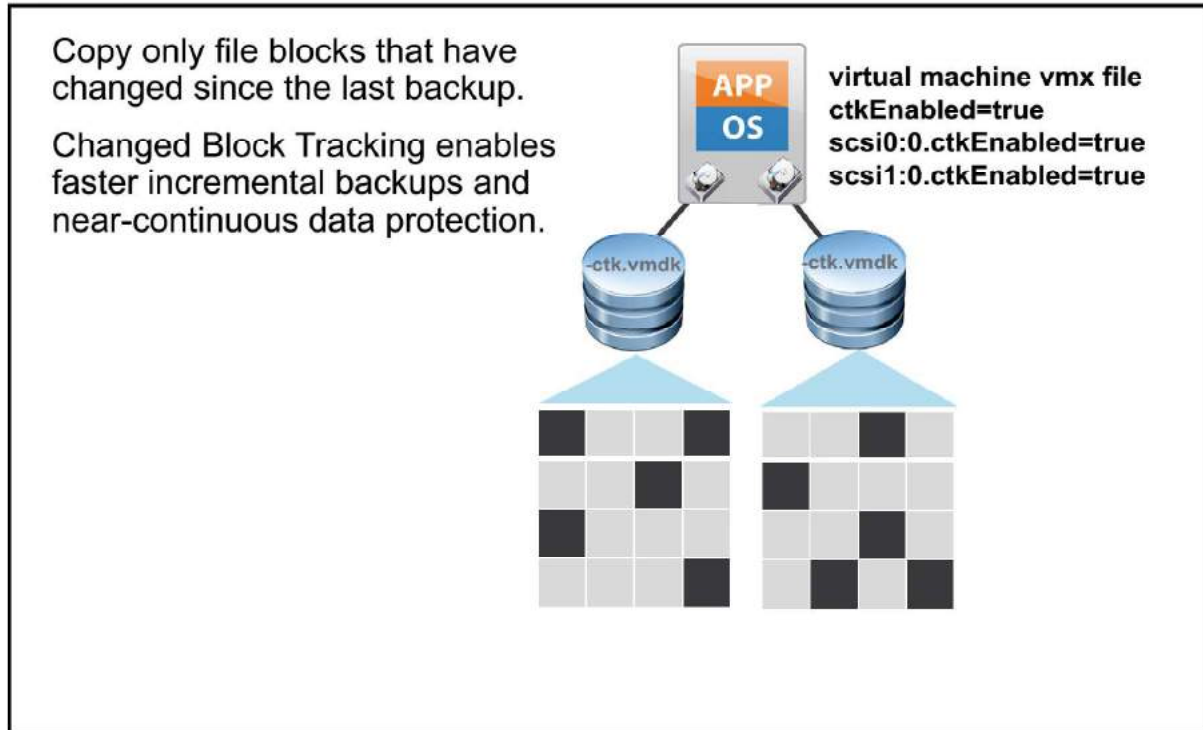 Copy only file blocks that have
changed since the last backup.
Changed Block Tracking enables
faster incremental backups and
near-continuous data protection.
APP
OS
virtual machine vmx file
ctkEnabled=true
scsi0:0.ctkEnabled=true
scsi1:0.ctkEnabled=true
-ctk.vmdk
-ctk.vmdk